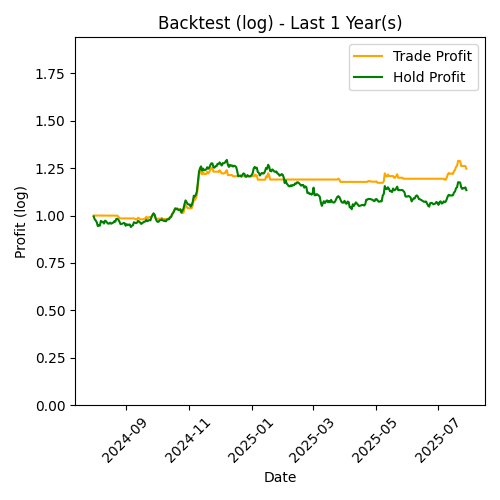 Backtest (log) - Last 1 Year(s)
Trade Profit
Hold Profit
Profit (log)
1.75
1.50
1.25
1.00
0.75
0.50
0.25
0.00
2024-09
2024-11
2025-01
2025-03
2025-05
2025-07
Date